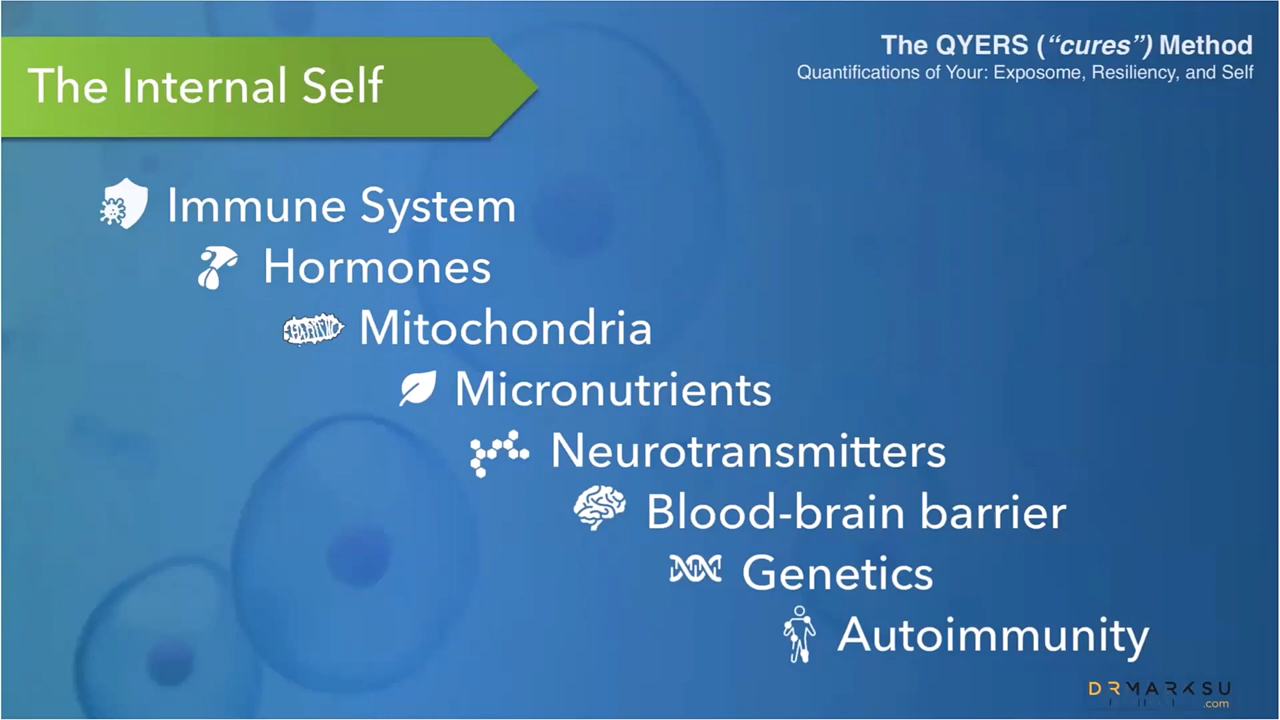 The Internal Self
The QYERS (“cures”) Method
Quantifications of Your: Exposome, Resiliency, and Self
Immune System
Hormones
Mitochondria
Micronutrients
Neurotransmitters
Blood-brain barrier
Genetics
Autoimmunity
DRMARKSU
.com